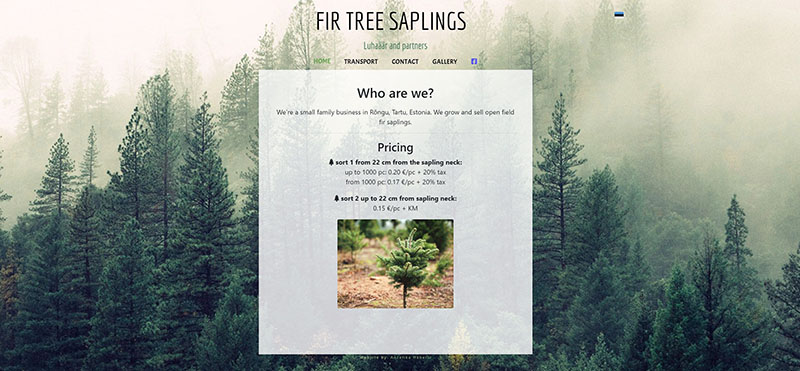 FIR TREE SAPLINGS
Luhaäär and partners
HOME TRANSPORT CONTACT GALLERY
Who are we?
We're a small family business in Rõngu, Tartu, Estonia. We grow and sell open field
fir saplings.
Pricing
sort 1 from 22 cm from the sapling neck:
up to 1000 pc: 0.20 €/pc + 20% tax
from 1000 pc: 0.17 €/pc + 20% tax
sort 2 up to 22 cm from sapling neck:
0.15 €/pc + KM
Website by: